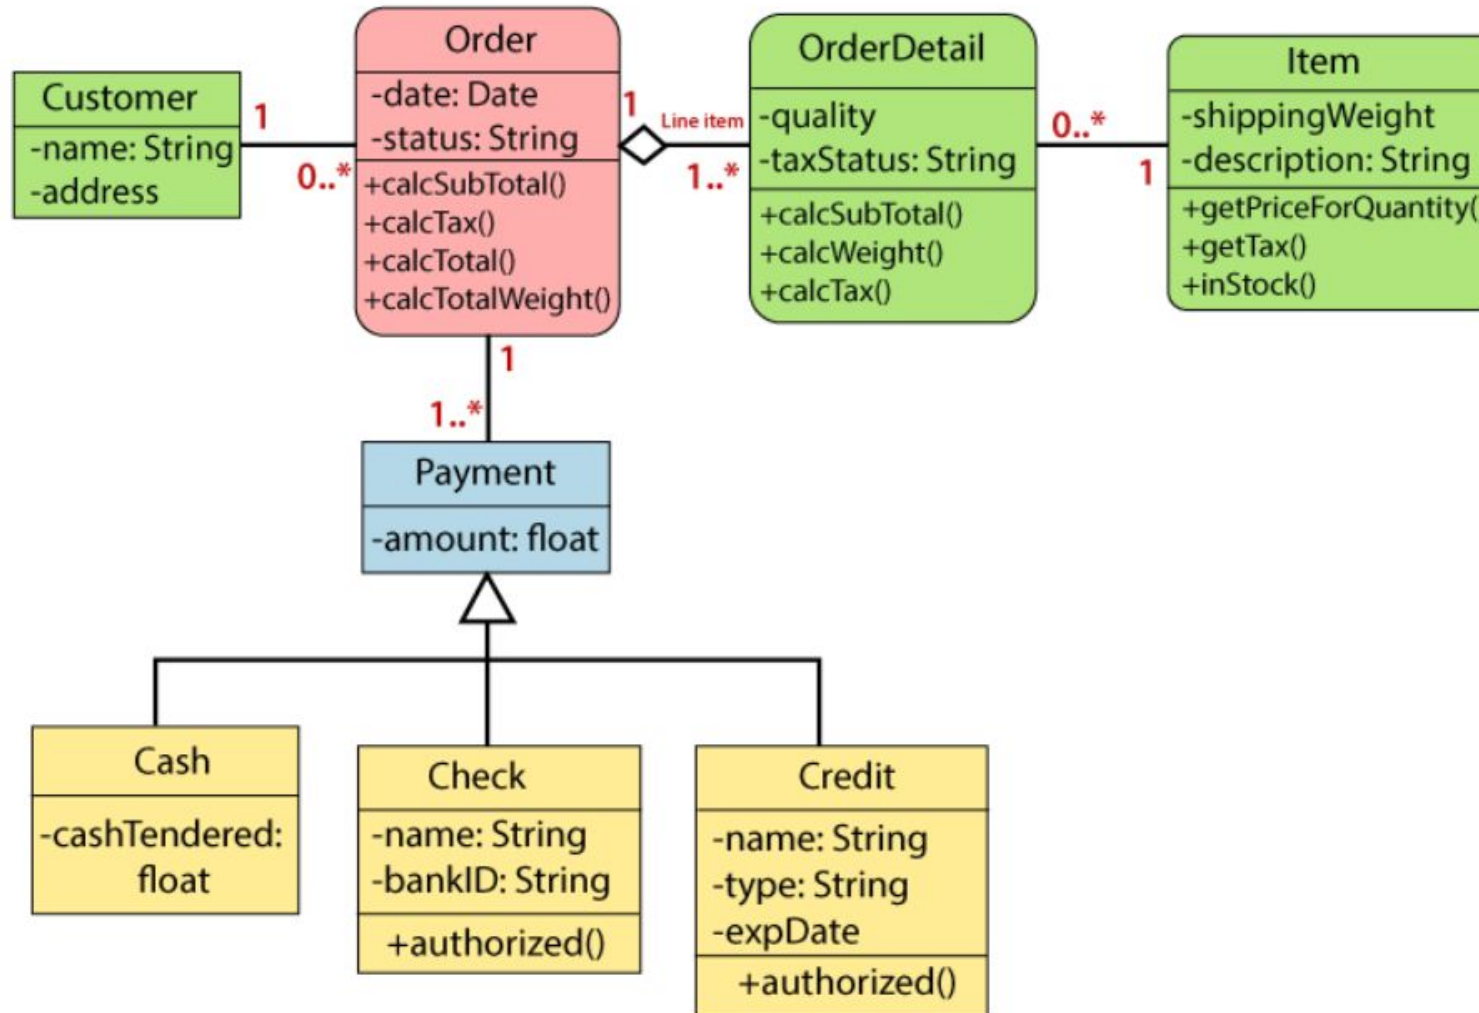 Customer
-name: String
-address
1
0..*
Order
-date: Date
-status: String
+calcSubTotal()
+calcTax()
+calcTotal()
+calcTotalWeight()
1
Line item
1..*
OrderDetail
-quality
-taxStatus: String
+calcSubTotal()
+calcWeight()
+calcTax()
0..*
1
Item
-shippingWeight
-description: String
+getPriceForQuantity(
+getTax()
+inStock()
1
1..*
Payment
-amount: float
Cash
-cashTendered:
float
Check
-name: String
-bankID: String
+authorized()
Credit
-name: String
-type: String
-expDate
+authorized()